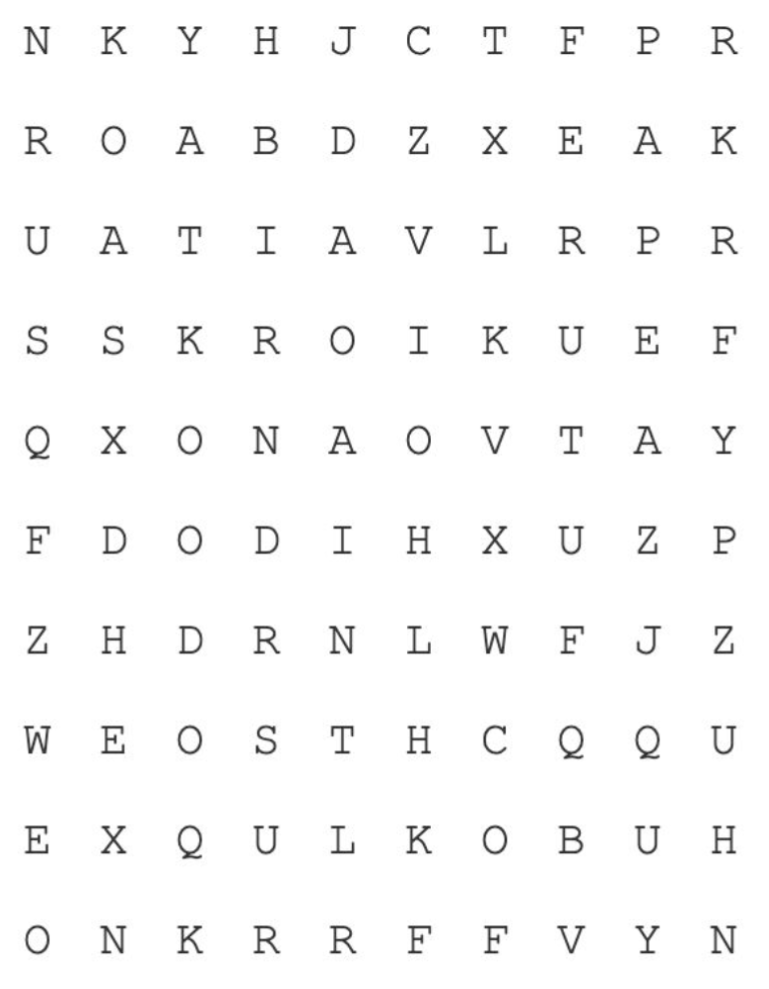 N K Y H J C T F P R
R O A B D Z X E A K
U A T I A V L R P R
S S K R O I K U E F
Q X O N A O V T A Y
F D O D I H X U Z P
Z H D R N L W F J Z
W E O S T H C Q Q U
E X Q U L K O B U H
O N K R R F F V Y N